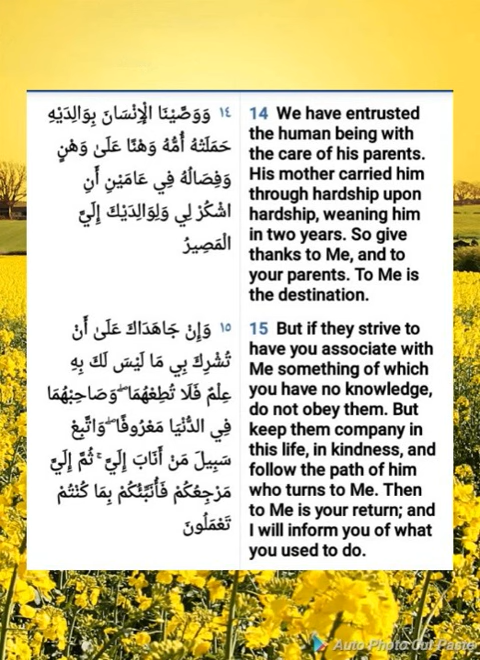 ١٤ وَوَصَّيْنَا الْإِنْسَانَ بِوَالِدَيْهِ
حَمَلَتْهُ أُمُّهُ وَهْنًا عَلَىٰ وَهْنٍ
وَفِصَالُهُ فِي عَامَيْنِ أَنِ
اشْكُرْ لِي وَلِوَالِدَيْكَ إِلَيَّ
الْمَصِيرُ
14 We have entrusted
the human being with
the care of his parents.
His mother carried him
through hardship upon
hardship, weaning him
in two years. So give
thanks to Me, and to
your parents. To Me is
the destination.
١٥ وَإِنْ جَاهَدَاكَ عَلَىٰ أَنْ
تُشْرِكَ بِي مَا لَيْسَ لَكَ بِهِ
عِلْمٌ فَلَا تُطِعْهُمَا ۖ وَصَاحِبْهُمَا
فِي الدُّنْيَا مَعْرُوفًا ۖ وَاتَّبِعْ
سَبِيلَ مَنْ أَنَابَ إِلَيَّ ۚ ثُمَّ إِلَيَّ
مَرْجِعُكُمْ فَأُنَبِّئُكُمْ بِمَا كُنْتُمْ
تَعْمَلُونَ
15 But if they strive to
have you associate with
Me something of which
you have no knowledge,
do not obey them. But
keep them company in
this life, in kindness, and
follow the path of him
who turns to Me. Then
to Me is your return; and
I will inform you of what
you used to do.
Auto Photo Cut Paste